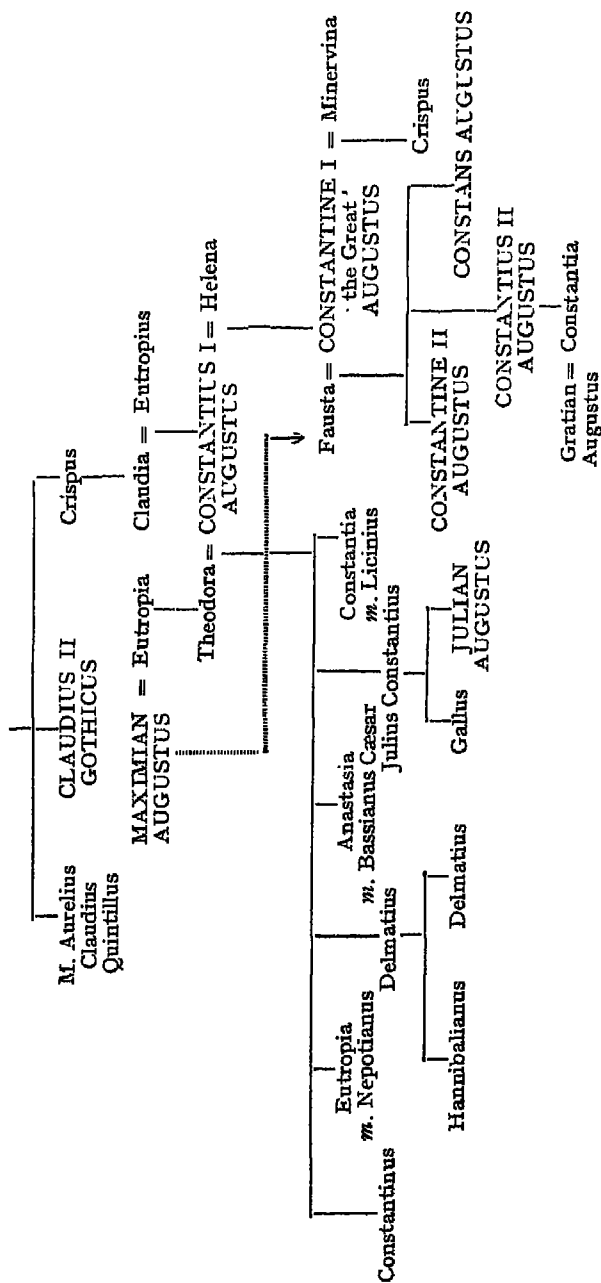 M. Aurelius
Claudius
Quintillus
CLAUDIUS II
GOTHICUS
Crispus
MAXIMIAN = Eutropia
AUGUSTUS
Claudia = Eutropius
Theodora = CONSTANTIUS I = Helena
AUGUSTUS
Fausta = CONSTANTINE I = Minervina
'the Great'
AUGUSTUS
Constantinus
Eutropia
m. Nepotianus
Delmatius
Anastasia
m. Bassianus Cæsar
Julius Constantius
Constantia
m. Licinius
Crispus
Hannibalianus
Delmatius
Gallus
JULIAN
AUGUSTUS
CONSTANTINE II
AUGUSTUS
CONSTANTIUS II
AUGUSTUS
CONSTANS AUGUSTUS
Gratian = Constantia
Augustus